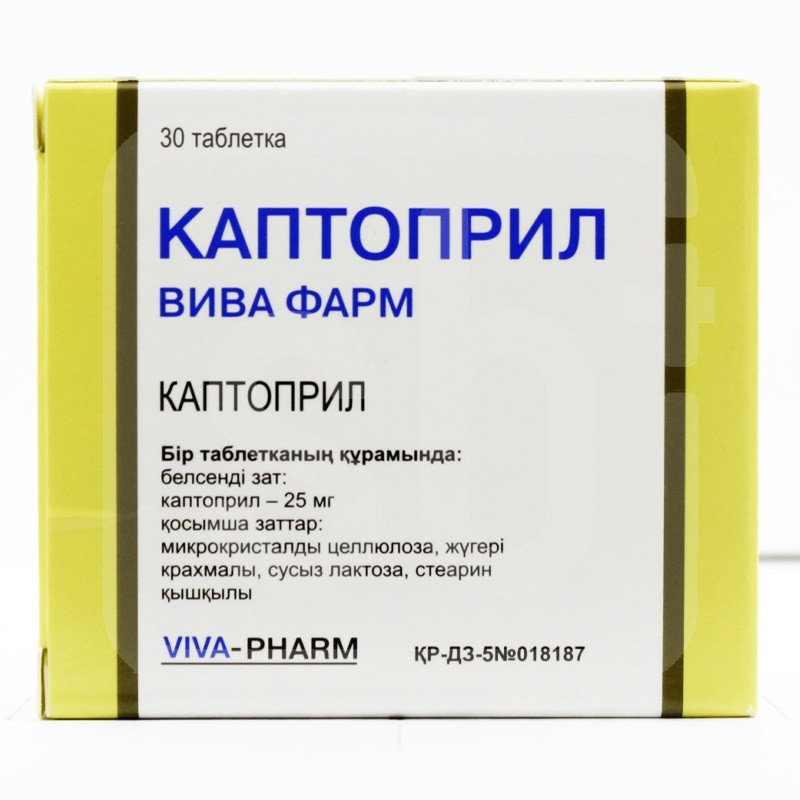 30 таблетка
КАПТОПРИЛ
ВИВА ФАРМ
КАПТОПРИЛ
Бір таблетканың құрамында:
белсенді зат:
каптоприл – 25 мг
қосымша заттар:
микрокристалды целлюлоза, жүгері
крахмалы, сусыз лактоза, стеарин
қышқылы
VIVA-PHARM ҚР-ДЗ-5№018187